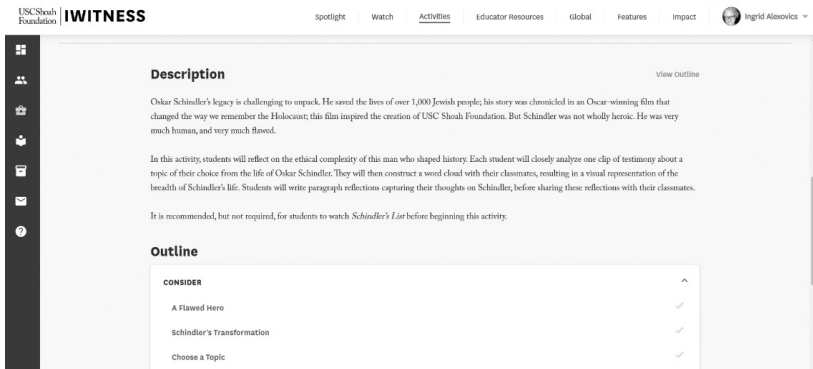 USC Shoah
Foundation
IWITNESS
Spotlight
Watch
Activities
Educator Resources
Global
Features
Impact
Ingrid Alexovics
Description
View Outline
Oskar Schindler's legacy is challenging to unpack. He saved the lives of over 1,000 Jewish people; his story was chronicled in an Oscar-winning film that
changed the way we remember the Holocaust; this film inspired the creation of USC Shoah Foundation. But Schindler was not wholly heroic. He was very
much human, and very much flawed.
In this activity, students will reflect on the ethical complexity of this man who shaped history. Each student will closely analyze one clip of testimony about a
topic of their choice from the life of Oskar Schindler. They will then construct a word cloud with their classmates, resulting in a visual representation of the
breadth of Schindler's life. Students will write paragraph reflections capturing their thoughts on Schindler, before sharing these reflections with their classmates.
It is recommended, but not required, for students to watch Schindler's List before beginning this activity.
Outline
CONSIDER
A Flawed Hero
Schindler's Transformation
Choose a Topic